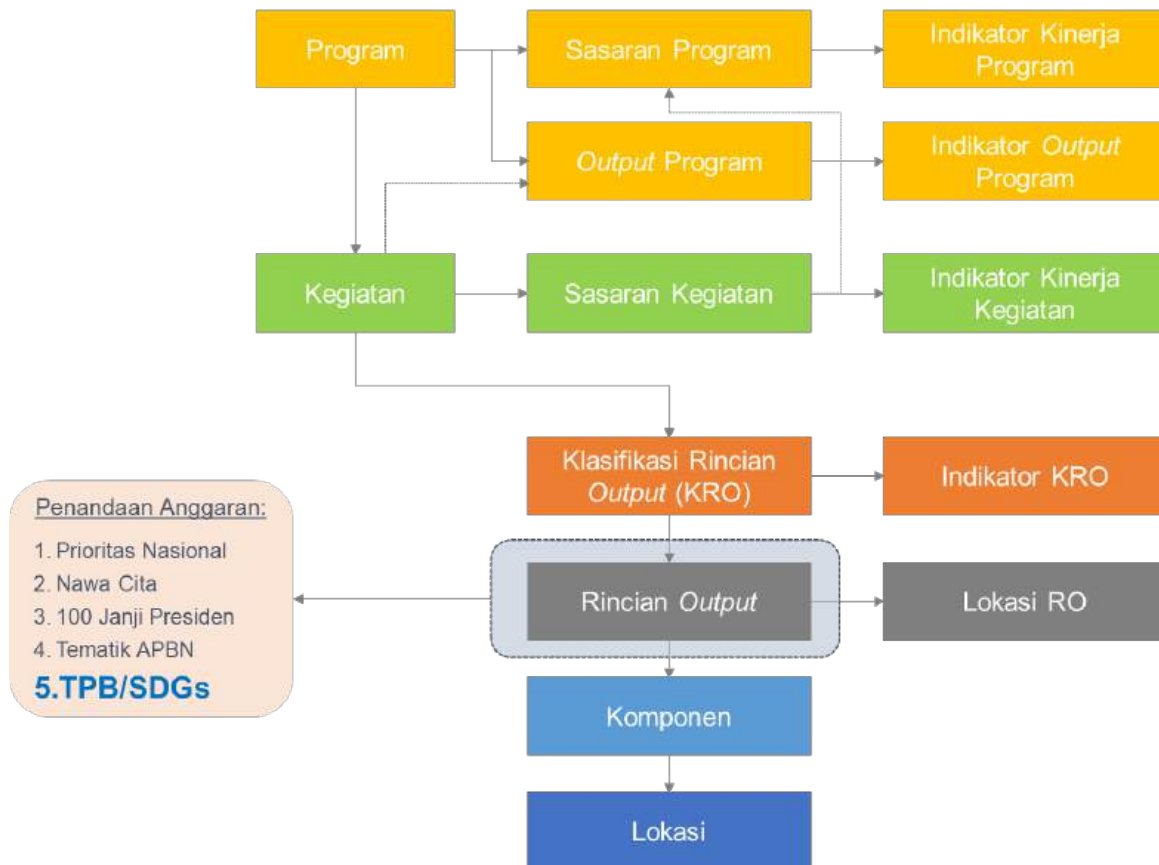 Program
Sasaran Program
Indikator Kinerja
Program
Output Program
Indikator Output
Program
Kegiatan
Sasaran Kegiatan
Indikator Kinerja
Kegiatan
Klasifikasi Rincian
Output (KRO)
Indikator KRO
Penandaan Anggaran:
1. Prioritas Nasional
2. Nawa Cita
3. 100 Janji Presiden
4. Tematik APBN
5.TPB/SDGs
Rincian Output
Lokasi RO
Komponen
Lokasi